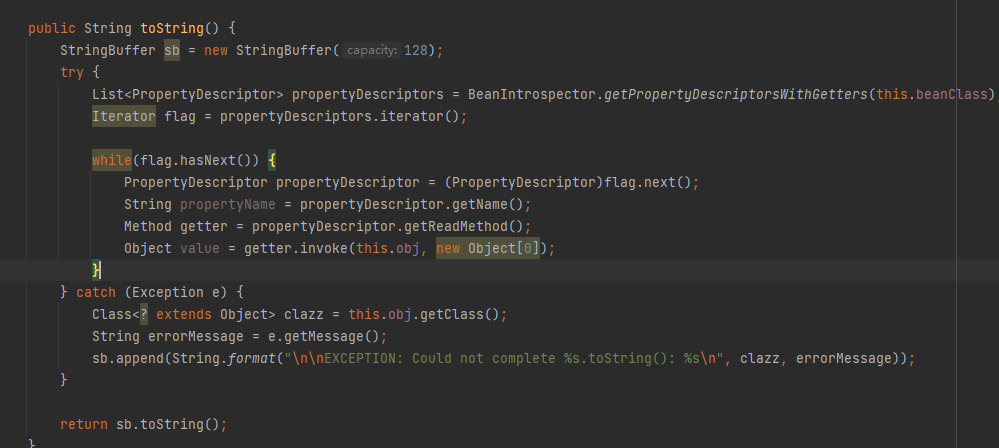 public String toString() {
StringBuffer sb = new StringBuffer( capacity: 128);
try {
List<PropertyDescriptor> propertyDescriptors = BeanIntrospector.getPropertyDescriptorsWithGetters(this.beanClass)
Iterator flag = propertyDescriptors.iterator();
while(flag.hasNext()) {
PropertyDescriptor propertyDescriptor = (PropertyDescriptor)flag.next();
String propertyName = propertyDescriptor.getName();
Method getter = propertyDescriptor.getReadMethod();
Object value = getter.invoke(this.obj, new Object[0]);
}
} catch (Exception e) {
Class<? extends Object> clazz = this.obj.getClass();
String errorMessage = e.getMessage();
sb.append(String.format("\n\nEXCEPTION: Could not complete %s.toString(): %s\n", clazz, errorMessage));
}
return sb.toString();
}